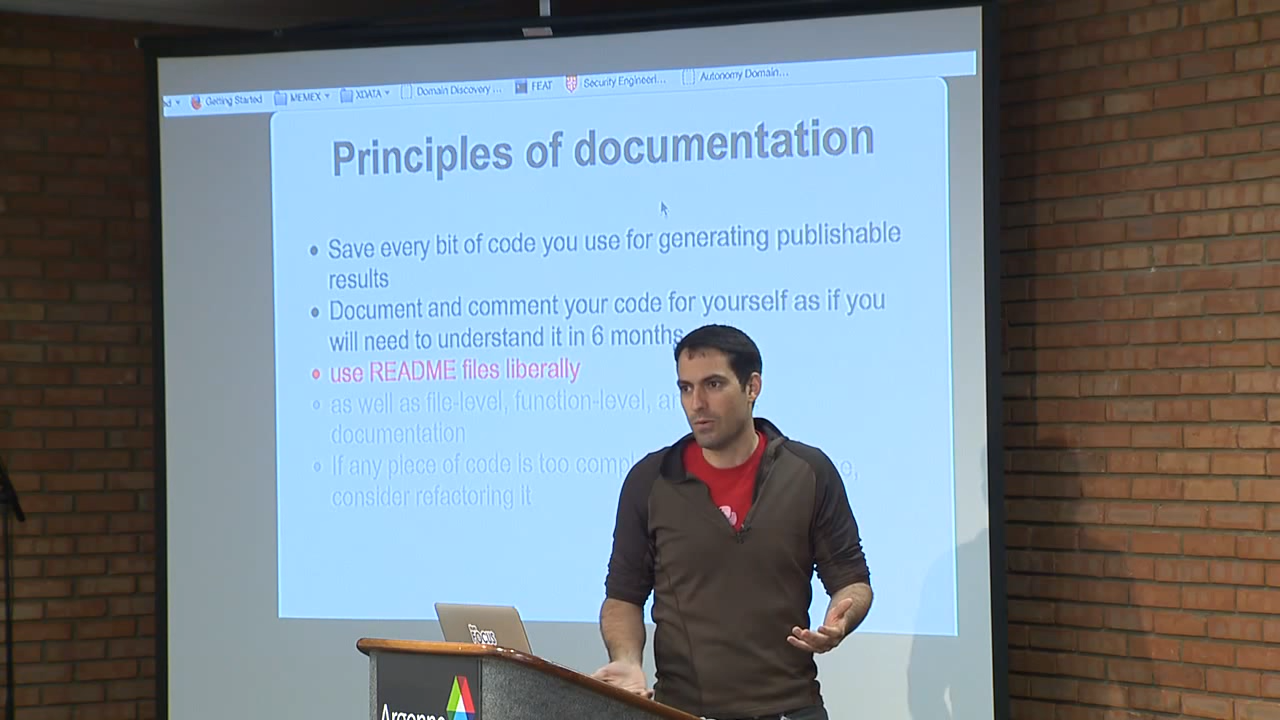 Getting Started MEMEX XDATA Domain Discovery ... FEAT Security Engineeri... Autonomy Domain...
Principles of documentation
• Save every bit of code you use for generating publishable
results
• Document and comment your code for yourself as if you
will need to understand it in 6 months
• use README files liberally
• as well as file-level, function-level,
documentation
• If any piece of code is too
consider refactoring it
FOCUS
Argonne